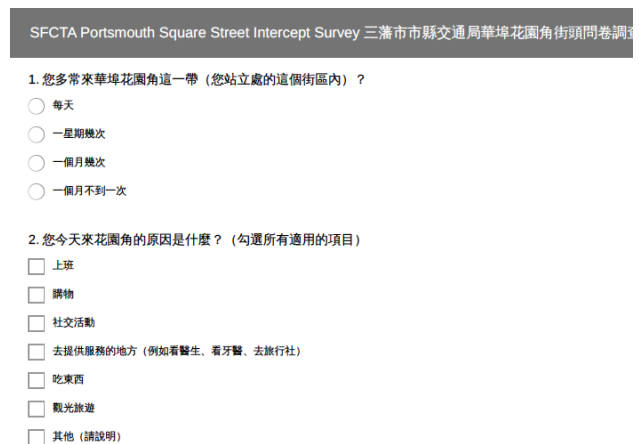 SFCTA Portsmouth Square Street Intercept Survey 三藩市市縣交通局華埠花園角街頭問卷調查
1. 您多常來華埠花園角這一帶（您站立處的這個街區內）？
每天
一星期幾次
一個月幾次
一個月不到一次
2. 您今天來花園角的原因是什麼？（勾選所有適用的項目）
上班
購物
社交活動
去提供服務的地方（例如看醫生、看牙醫、去旅行社）
吃東西
觀光旅遊
其他（請說明）